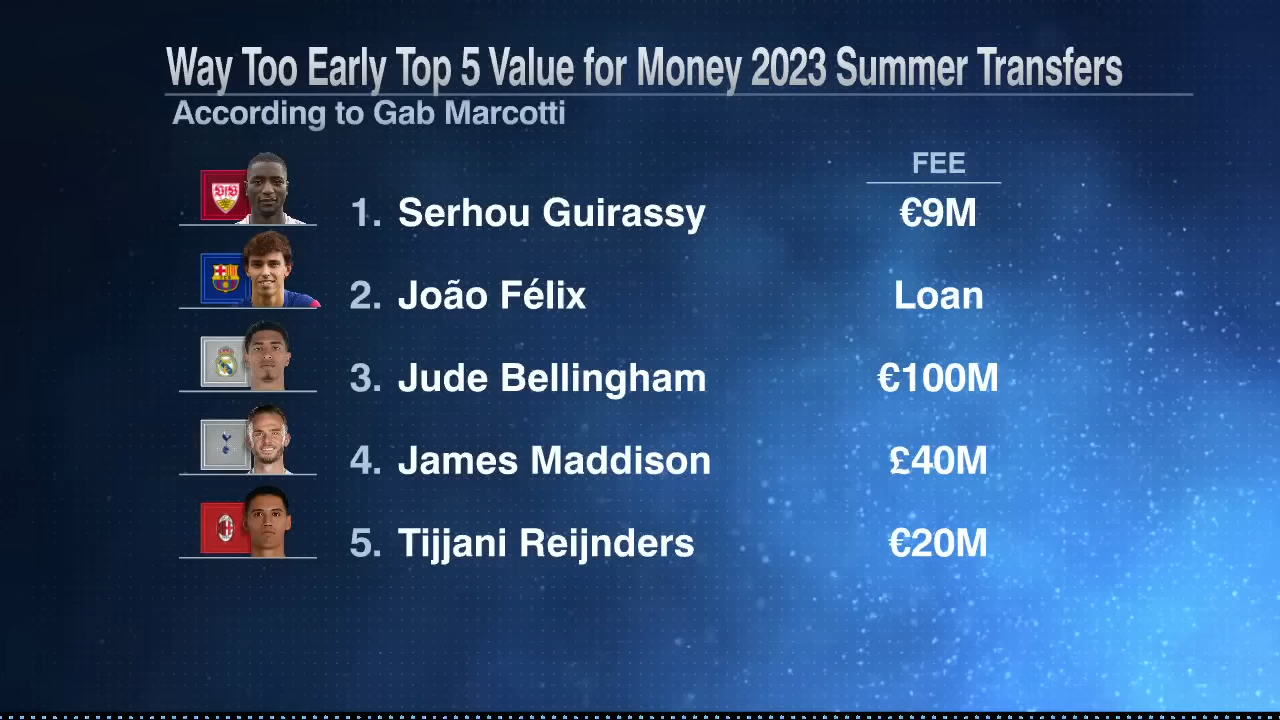 Way Too Early Top 5 Value for Money 2023 Summer Transfers
According to Gab Marcotti
FEE
1. Serhou Guirassy €9M
2. João Félix Loan
3. Jude Bellingham €100M
4. James Maddison £40M
5. Tijjani Reijnders €20M